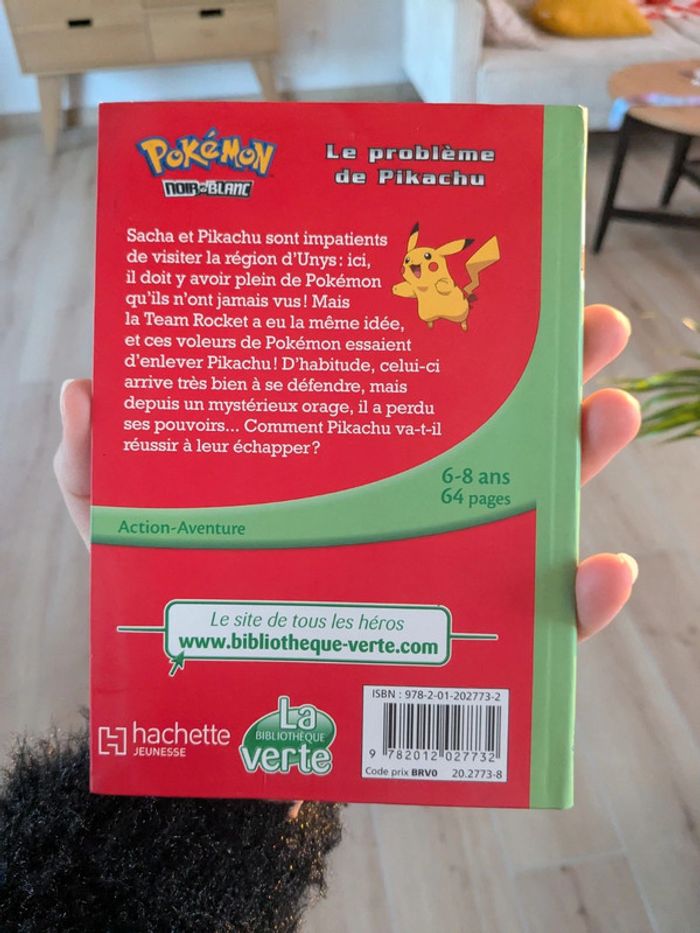 POKéMON
NOIR et BLANC
Le problème
de Pikachu
Sacha et Pikachu sont impatients
de visiter la région d'Unys : ici,
il doit y avoir plein de Pokémon
qu'ils n'ont jamais vus ! Mais
la Team Rocket a eu la même idée,
et ces voleurs de Pokémon essaient
d'enlever Pikachu ! D'habitude, celui-ci
arrive très bien à se défendre, mais
depuis un mystérieux orage, il a perdu
ses pouvoirs... Comment Pikachu va-t-il
réussir à leur échapper ?
6-8 ans
64 pages
Action-Aventure
Le site de tous les héros
www.bibliotheque-verte.com
hachette
JEUNESSE
La
BIBLIOTHÈQUE
verte
ISBN : 978-2-01-202773-2
9 782012 027732
Code prix BRV0 20.2773-8